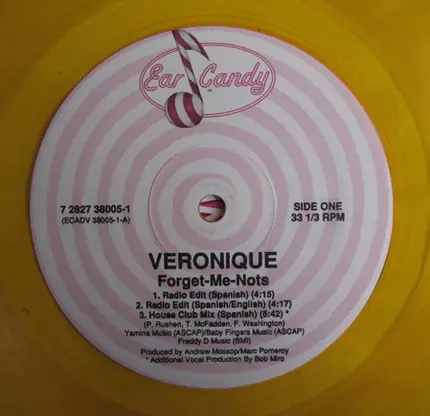 Ear Candy
TM
7 2827 38005-1
(ECADV 38005-1-A)
SIDE ONE
33 1/3 RPM
VERONIQUE
Forget-Me-Nots
1. Radio Edit (Spanish) (4:15)
2. Radio Edit (Spanish/English) (4:17)
3. House Club Mix (Spanish) (5:42) *
(P. Rushen, T. McFadden, F. Washington)
Yamina Music (ASCAP)/Baby Fingers Music (ASCAP)
Freddy D Music (BMI)
Produced by Andrew Mossop/Marc Pomeroy
* Additional Vocal Production by Bob Miro